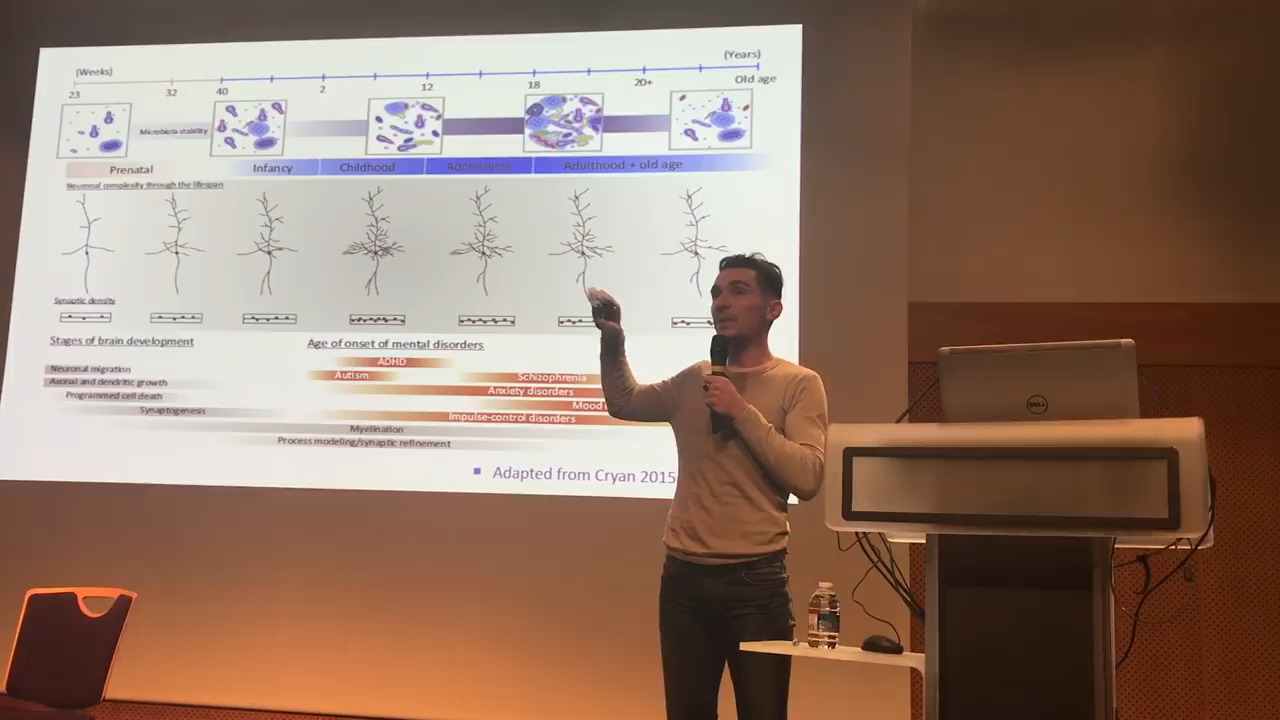 (Weeks)
(Years)
23 32 40 2 12 18 20+ Old age
Microbiota stability
Prenatal Infancy Childhood Adolescence Adulthood + old age
Neuronal complexity through the lifespan
Synaptic density
Stages of brain development
Age of onset of mental disorders
ADHD
Neuronal migration
Autism Schizophrenia
Axonal and dendritic growth
Anxiety disorders
Programmed cell death
Mood
Synaptogenesis
Impulse-control disorders
Myelination
Process modeling/synaptic refinement
Adapted from Cryan 2015
DELL